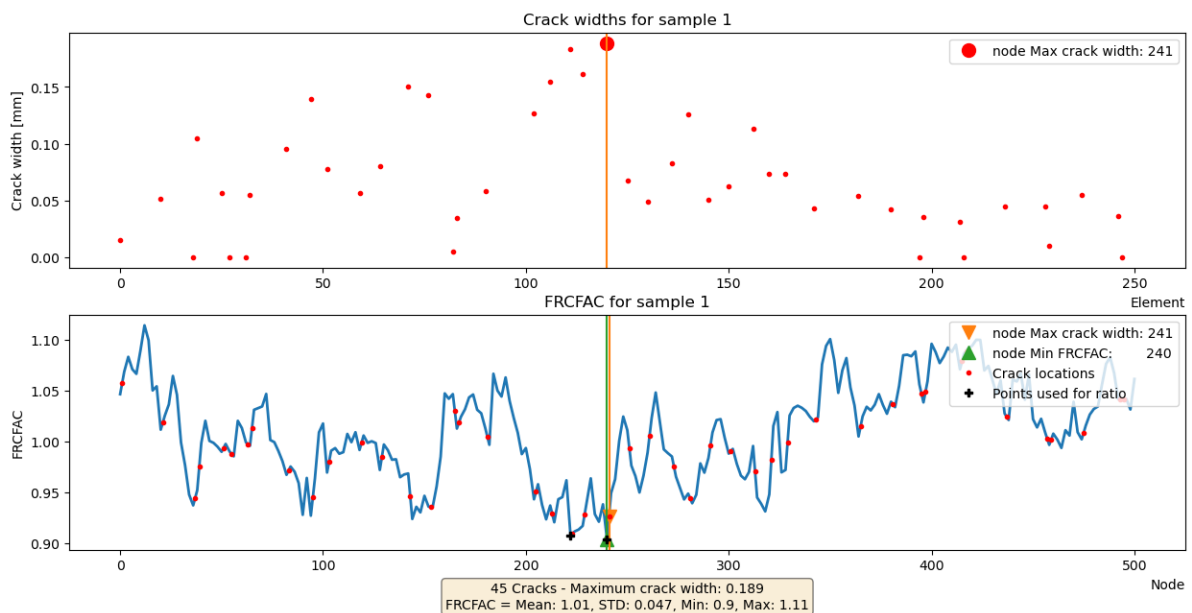 Crack widths for sample 1
node Max crack width: 241
0.15
0.10
0.05
0.00
Crack width [mm]
0 50 100 150 200 250
Element
FRCFAC for sample 1
node Max crack width: 241
node Min FRCFAC: 240
Crack locations
Points used for ratio
1.10
1.05
1.00
0.95
0.90
FRCFAC
0 100 200 300 400 500
Node
45 Cracks - Maximum crack width: 0.189
FRCFAC = Mean: 1.01, STD: 0.047, Min: 0.9, Max: 1.11